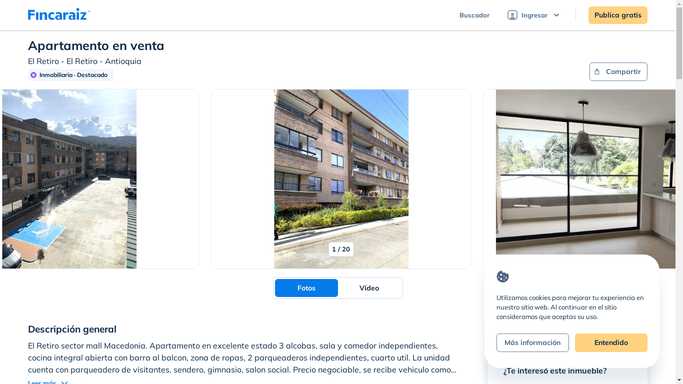 Fincaraiz
Buscador
Ingresar
Publica gratis
Apartamento en venta
El Retiro - El Retiro - Antioquia
Inmobiliaria - Destacado
Compartir
1 / 20
Fotos
Video
Utilizamos cookies para mejorar tu experiencia en
nuestro sitio web. Al continuar en el sitio
consideramos que aceptas su uso.
Más información
Entendido
Descripción general
El Retiro sector mall Macedonia. Apartamento en excelente estado 3 alcobas, sala y comedor independientes,
cocina integral abierta con barra al balcon, zona de ropas, 2 parqueaderos independientes, cuarto util. La unidad
cuenta con parqueadero de visitantes, sendero, gimnasio, salon social. Precio negociable, se recibe vehiculo como...
Leer más
¿Te interesó este inmueble?